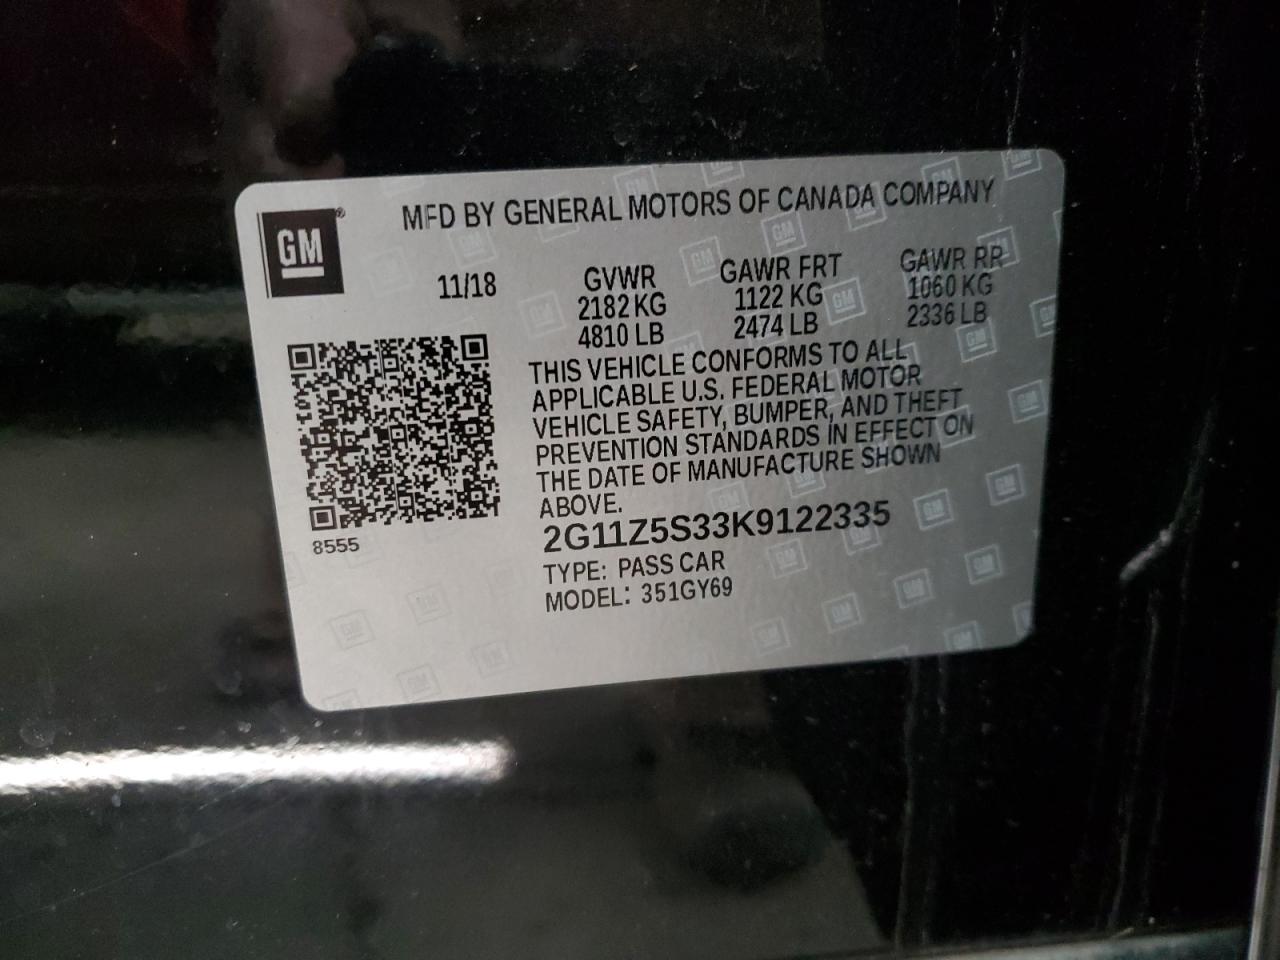 GM®
MFD BY GENERAL MOTORS OF CANADA COMPANY
11/18
GVWR GAWR FRT GAWR RR
2182 KG 1122 KG 1060 KG
4810 LB 2474 LB 2336 LB
THIS VEHICLE CONFORMS TO ALL
APPLICABLE U.S. FEDERAL MOTOR
VEHICLE SAFETY, BUMPER, AND THEFT
PREVENTION STANDARDS IN EFFECT ON
THE DATE OF MANUFACTURE SHOWN
ABOVE.
8555
2G11Z5S33K9122335
TYPE: PASS CAR
MODEL: 351GY69